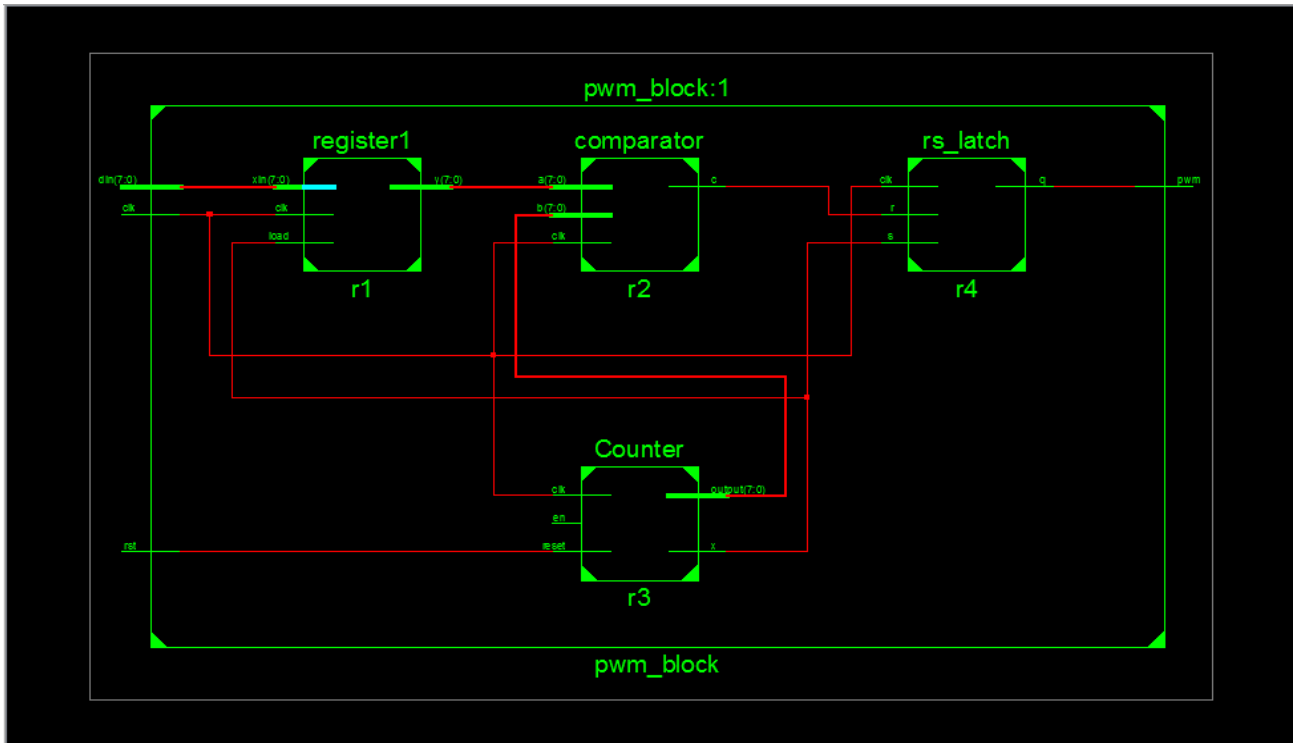 pwm_block:1
register1
comparator
rs_latch
din(7:0)
xin(7:0)
y(7:0)
a(7:0)
c
clk
q
pwm
clk
clk
b(7:0)
r
load
clk
s
r1
r2
r4
Counter
clk
output(7:0)
en
rst
reset
x
r3
pwm_block